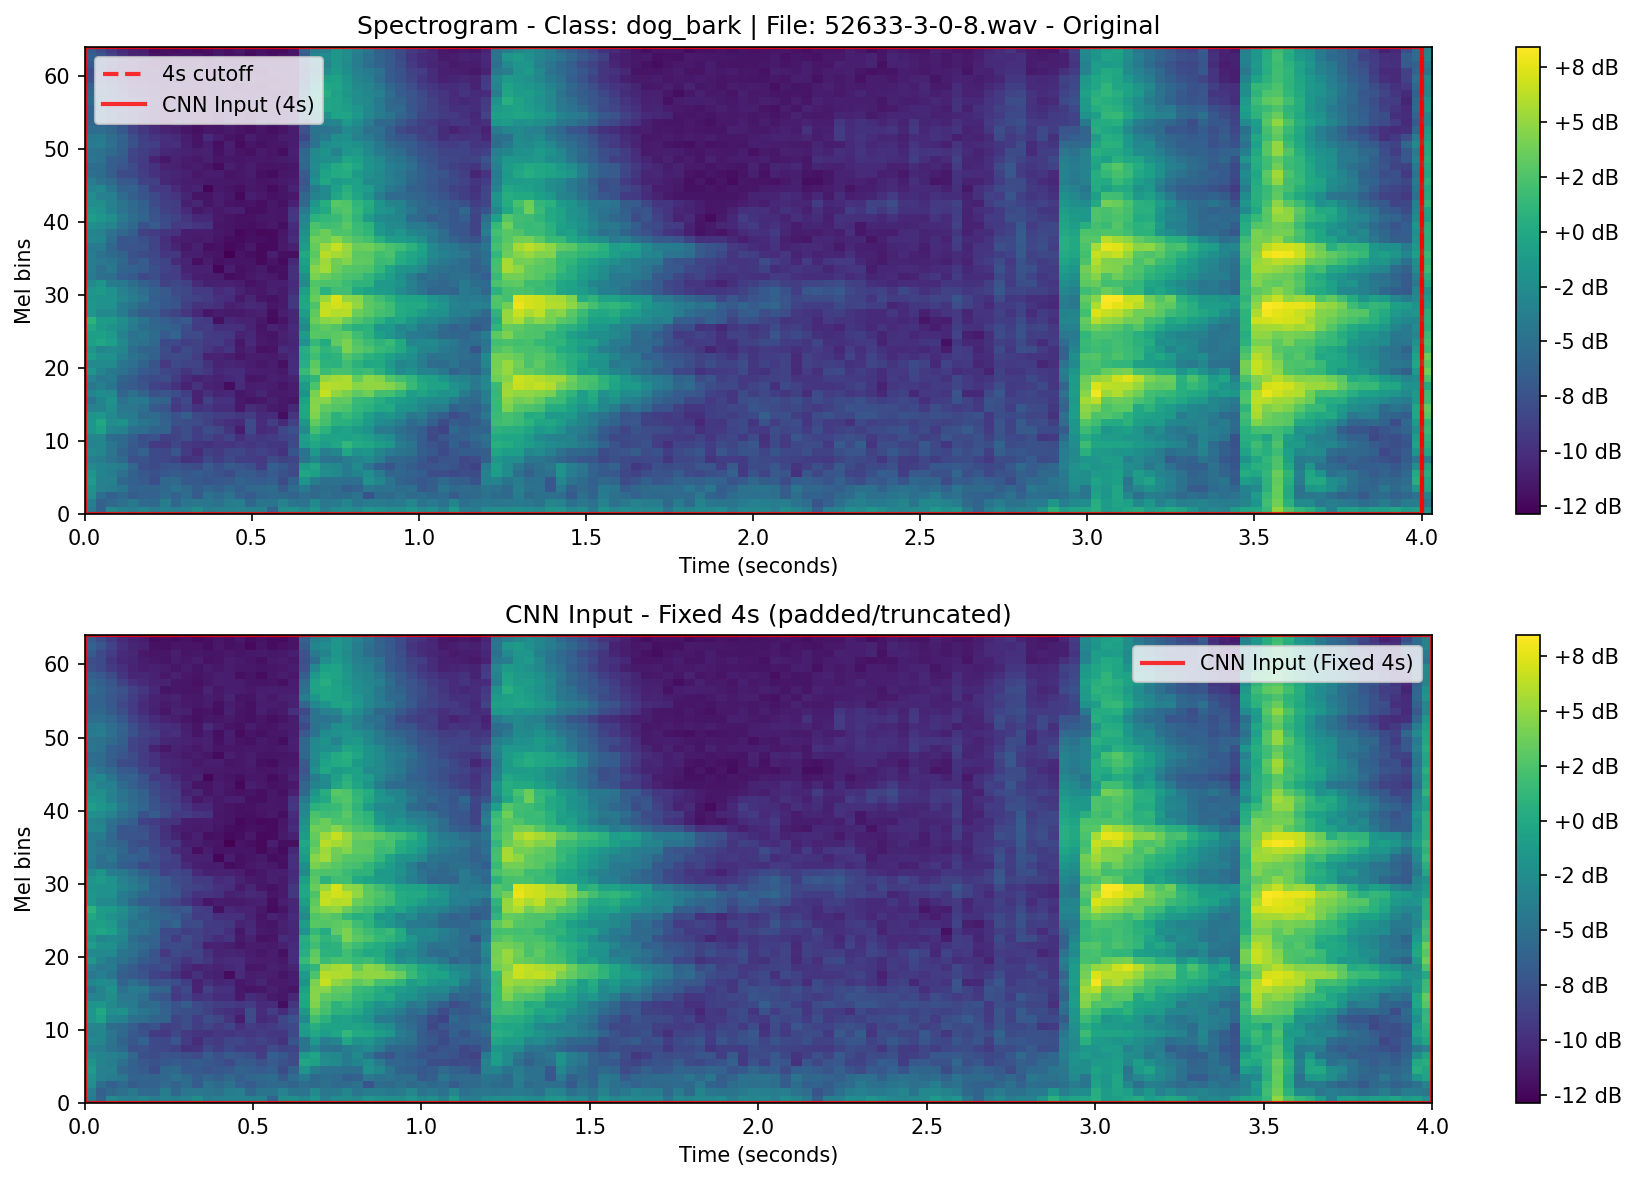 Spectrogram - Class: dog_bark | File: 52633-3-0-8.wav - Original
4s cutoff
CNN Input (4s)
Mel bins
60
50
40
30
20
10
0
0.0 0.5 1.0 1.5 2.0 2.5 3.0 3.5 4.0
Time (seconds)
+8 dB
+5 dB
+2 dB
+0 dB
-2 dB
-5 dB
-8 dB
-10 dB
-12 dB
CNN Input - Fixed 4s (padded/truncated)
CNN Input (Fixed 4s)
Mel bins
60
50
40
30
20
10
0
0.0 0.5 1.0 1.5 2.0 2.5 3.0 3.5 4.0
Time (seconds)
+8 dB
+5 dB
+2 dB
+0 dB
-2 dB
-5 dB
-8 dB
-10 dB
-12 dB